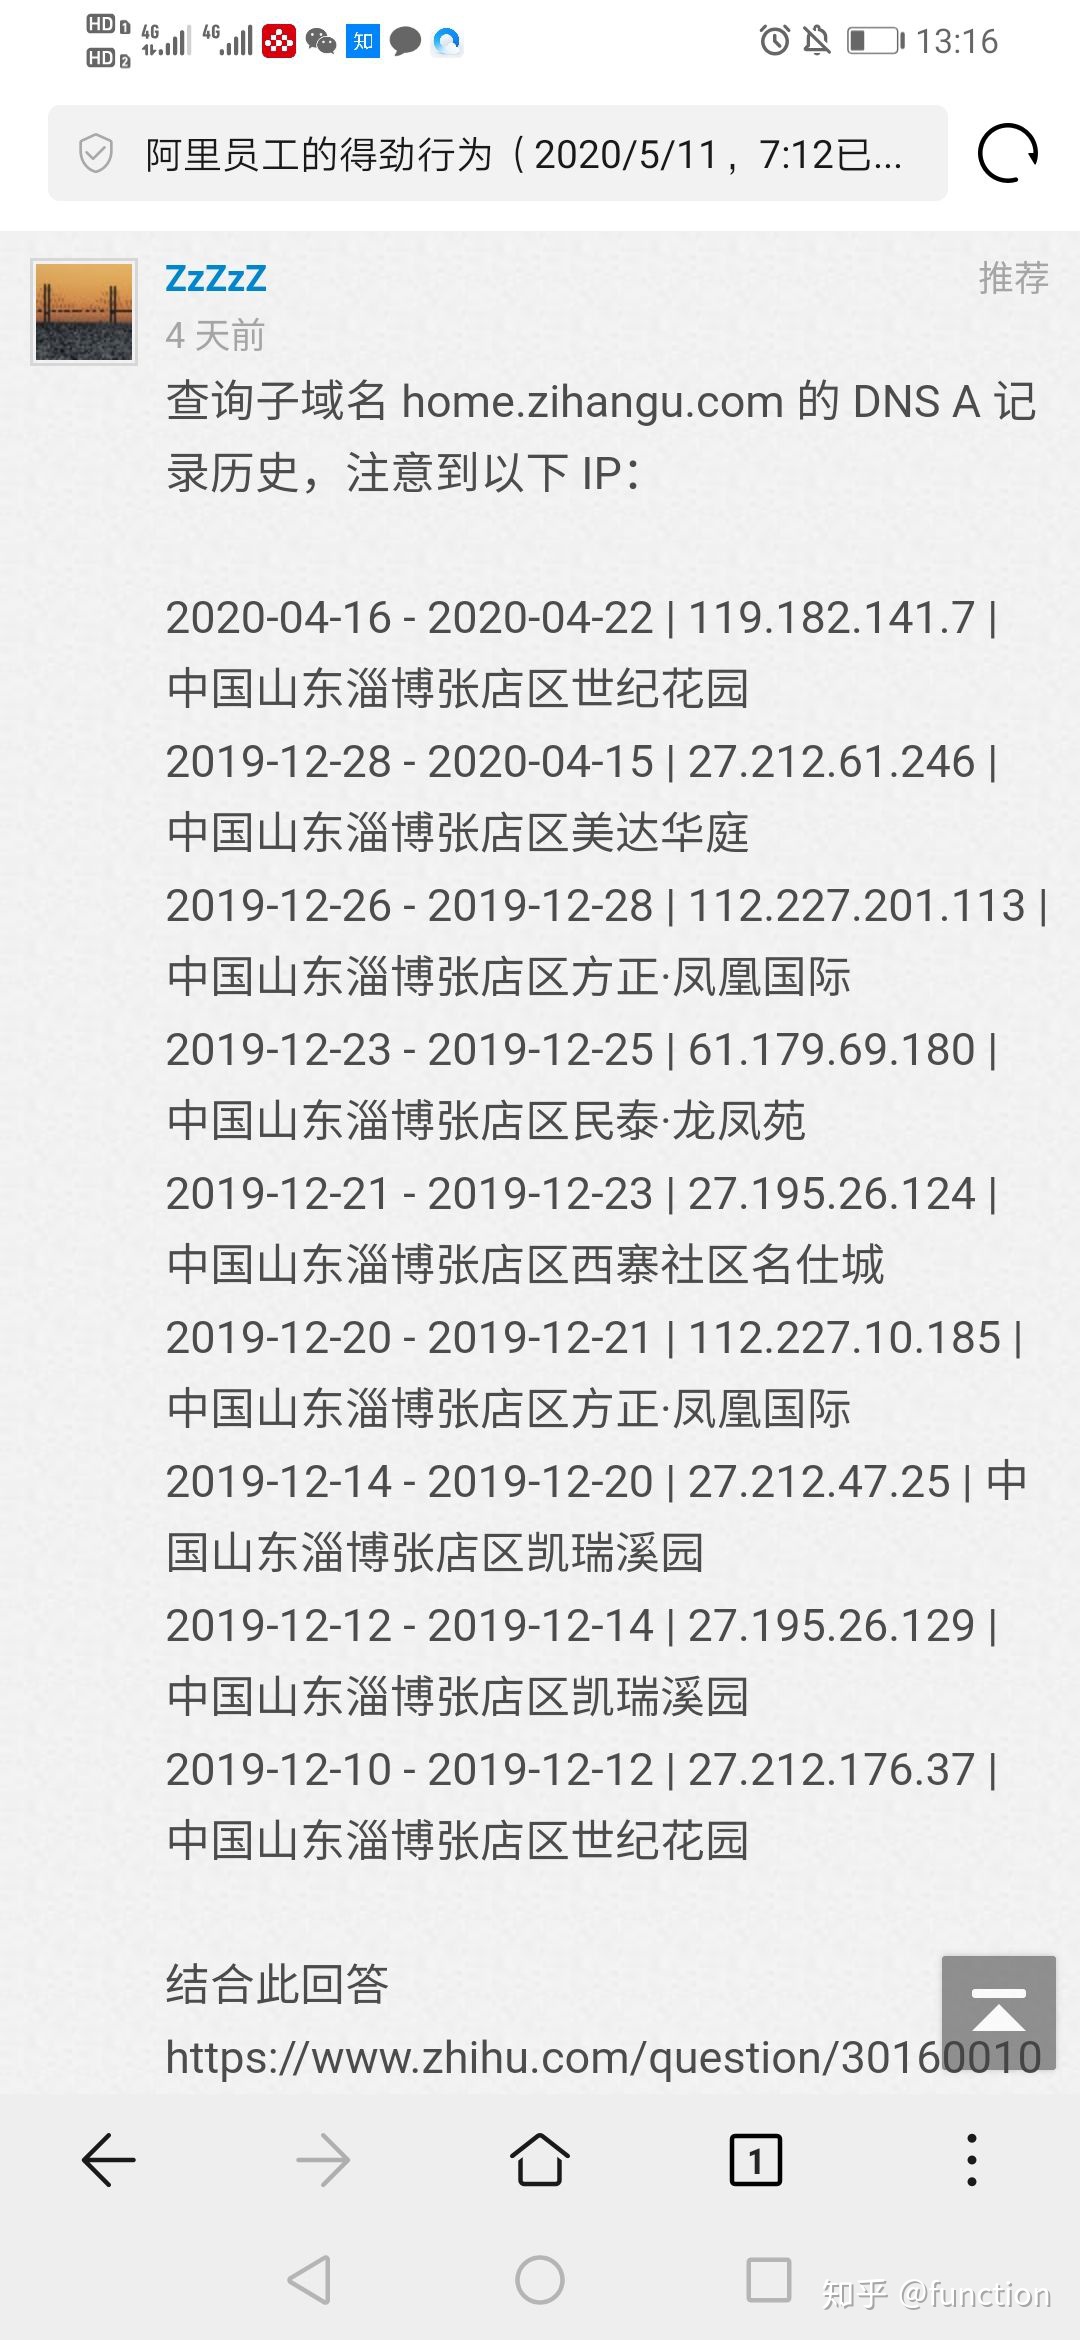 HD 1 4G 4G 知 13:16
HD 2
阿里员工的得劲行为（2020/5/11，7:12已...
ZzZzZ 推荐
4 天前
查询子域名 home.zihangu.com 的 DNS A 记
录历史，注意到以下 IP：
2020-04-16 - 2020-04-22 | 119.182.141.7 |
中国山东淄博张店区世纪花园
2019-12-28 - 2020-04-15 | 27.212.61.246 |
中国山东淄博张店区美达华庭
2019-12-26 - 2019-12-28 | 112.227.201.113 |
中国山东淄博张店区方正·凤凰国际
2019-12-23 - 2019-12-25 | 61.179.69.180 |
中国山东淄博张店区民泰·龙凤苑
2019-12-21 - 2019-12-23 | 27.195.26.124 |
中国山东淄博张店区西寨社区名仕城
2019-12-20 - 2019-12-21 | 112.227.10.185 |
中国山东淄博张店区方正·凤凰国际
2019-12-14 - 2019-12-20 | 27.212.47.25 | 中
国山东淄博张店区凯瑞溪园
2019-12-12 - 2019-12-14 | 27.195.26.129 |
中国山东淄博张店区凯瑞溪园
2019-12-10 - 2019-12-12 | 27.212.176.37 |
中国山东淄博张店区世纪花园
结合此回答
https://www.zhihu.com/question/30160010
1
知乎 @function